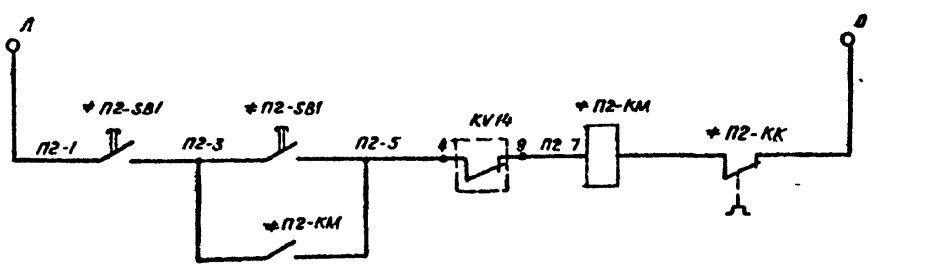 Л
О
* П2-SB1
* П2-SB1
KV14
* П2-КМ
* П2-КК
П2-1
П2-3
П2-5
4
9
П2
7
* П2-КМ